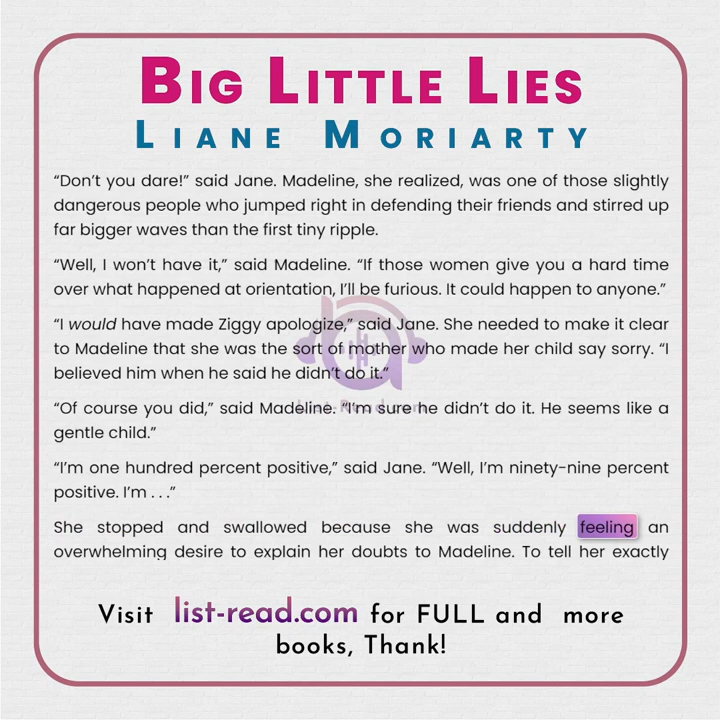 BIG LITTLE LIES
LIANE MORIARTY
“Don’t you dare!” said Jane. Madeline, she realized, was one of those slightly
dangerous people who jumped right in defending their friends and stirred up
far bigger waves than the first tiny ripple.
“Well, I won’t have it,” said Madeline. “If those women give you a hard time
over what happened at orientation, I’ll be furious. It could happen to anyone.”
“I would have made Ziggy apologize,” said Jane. She needed to make it clear
to Madeline that she was the sort of mother who made her child say sorry. “I
believed him when he said he didn’t do it.”
“Of course you did,” said Madeline. “I’m sure he didn’t do it. He seems like a
gentle child.”
“I’m one hundred percent positive,” said Jane. “Well, I’m ninety-nine percent
positive. I’m . . .”
She stopped and swallowed because she was suddenly feeling an
overwhelming desire to explain her doubts to Madeline. To tell her exactly
Visit list-read.com for FULL and more
books, Thank!